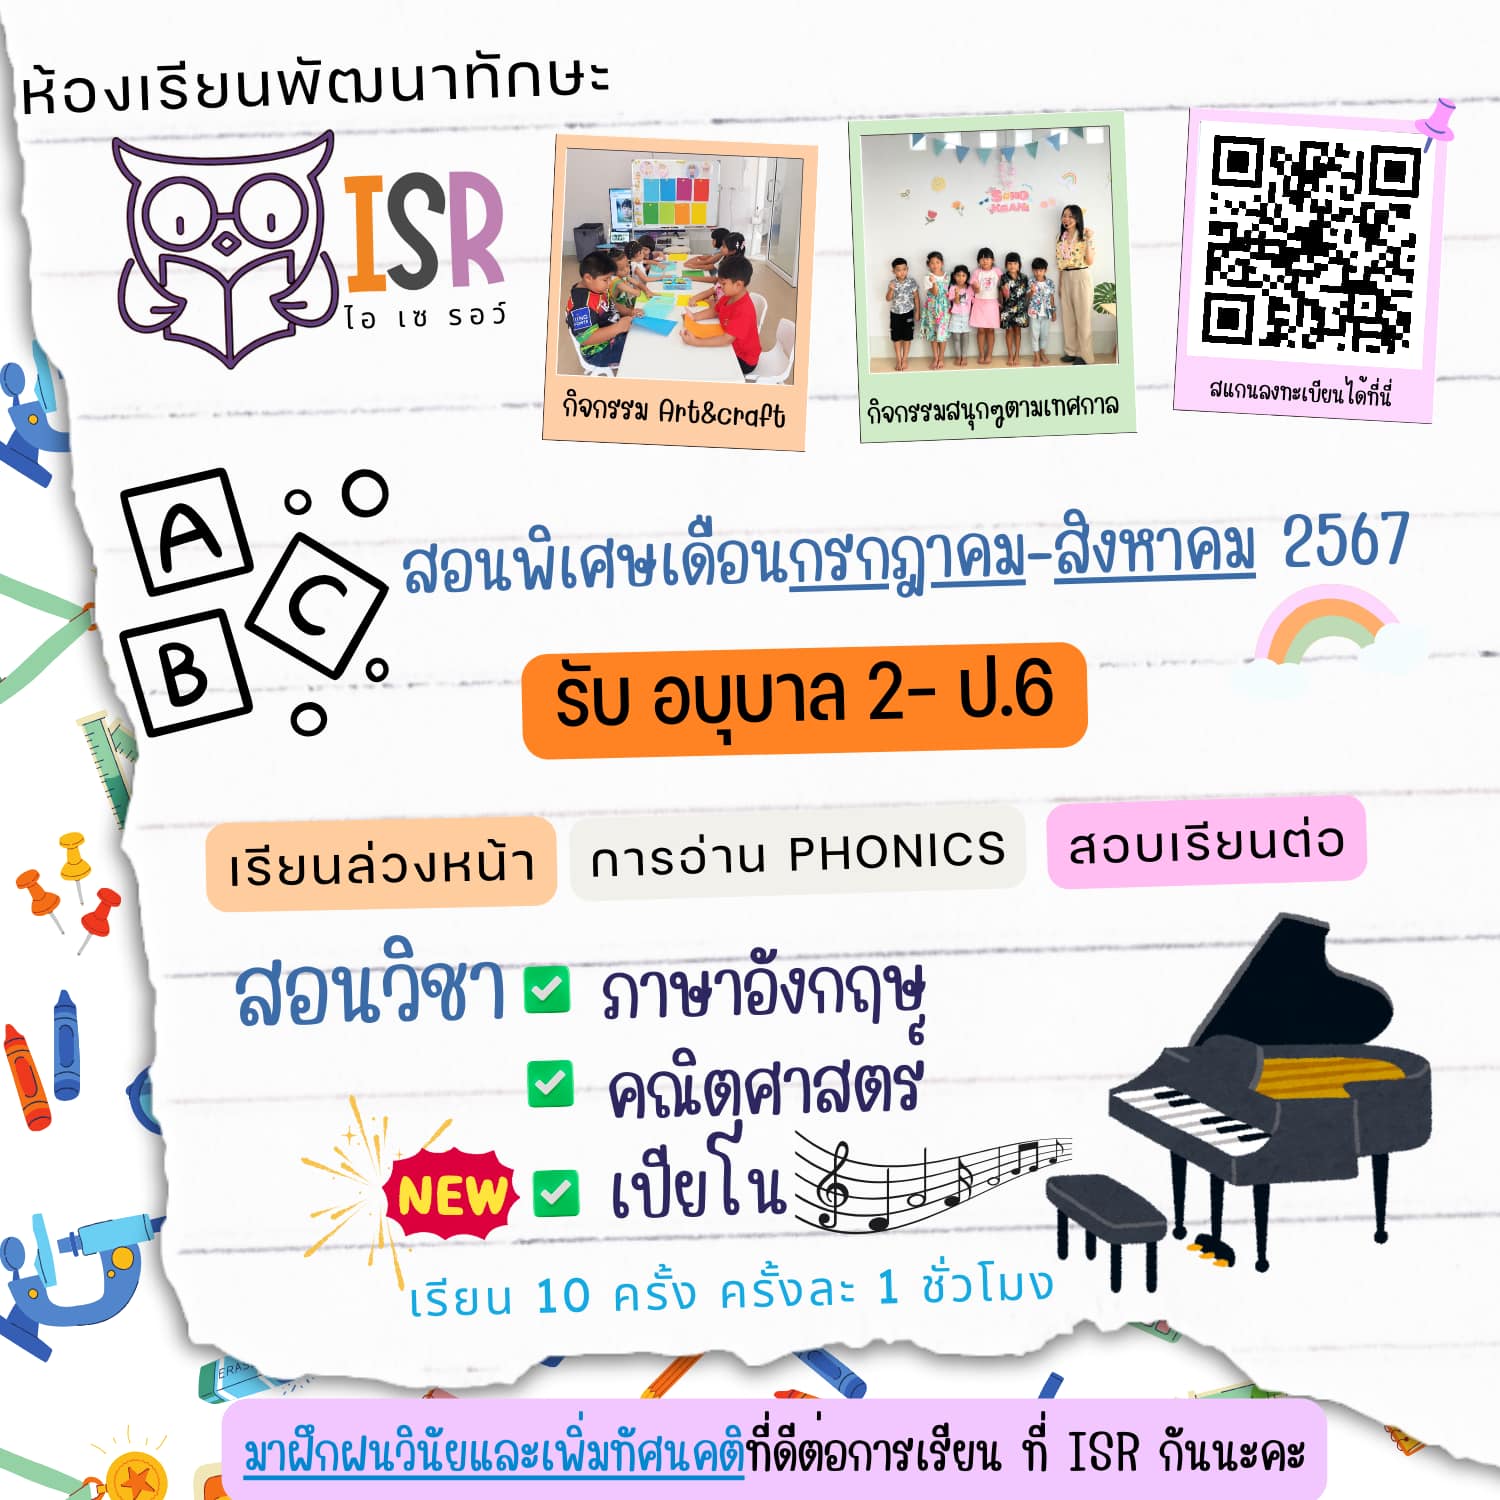 ห้องเรียนพัฒนาทักษะ
ISR
ไอ เซ รอว์
กิจกรรม Art&craft
กิจกรรมสนุกๆตามเทศกาล
สแกนลงทะเบียนได้ที่นี่
A
B
C
สอนพิเศษเดือนกรกฎาคม-สิงหาคม 2567
รับ อนุบาล 2- ป.6
เรียนล่วงหน้า
การอ่าน PHONICS
สอบเรียนต่อ
สอนวิชา ✅ ภาษาอังกฤษ
✅ คณิตศาสตร์
NEW ✅ เปียโน
เรียน 10 ครั้ง ครั้งละ 1 ชั่วโมง
มาฝึกฝนวินัยและเพิ่มทัศนคติที่ดีต่อการเรียน ที่ ISR กันนะคะ